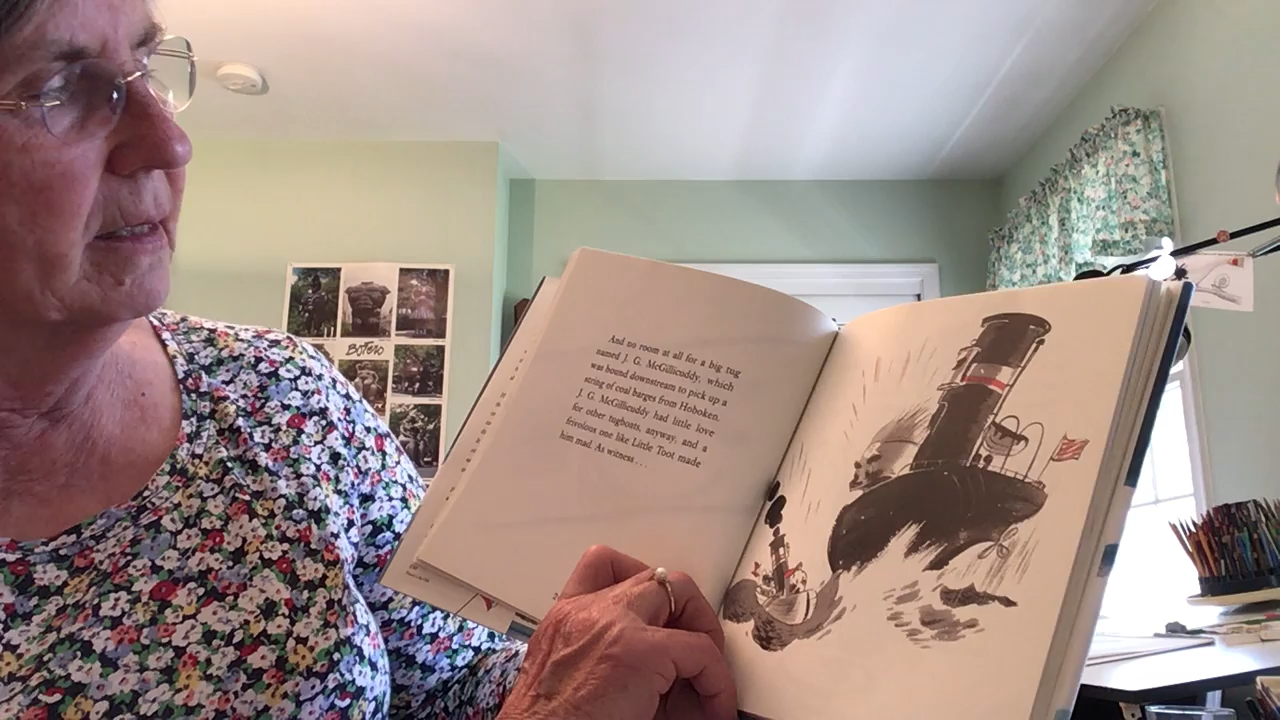 BOTERO
And no room at all for a big tug
named J. G. McGillicuddy, which
was bound downstream to pick up a
string of coal barges from Hoboken.
J. G. McGillicuddy had little love
for other tugboats, anyway, and a
frivolous one like Little Toot made
him mad. As witness . . .